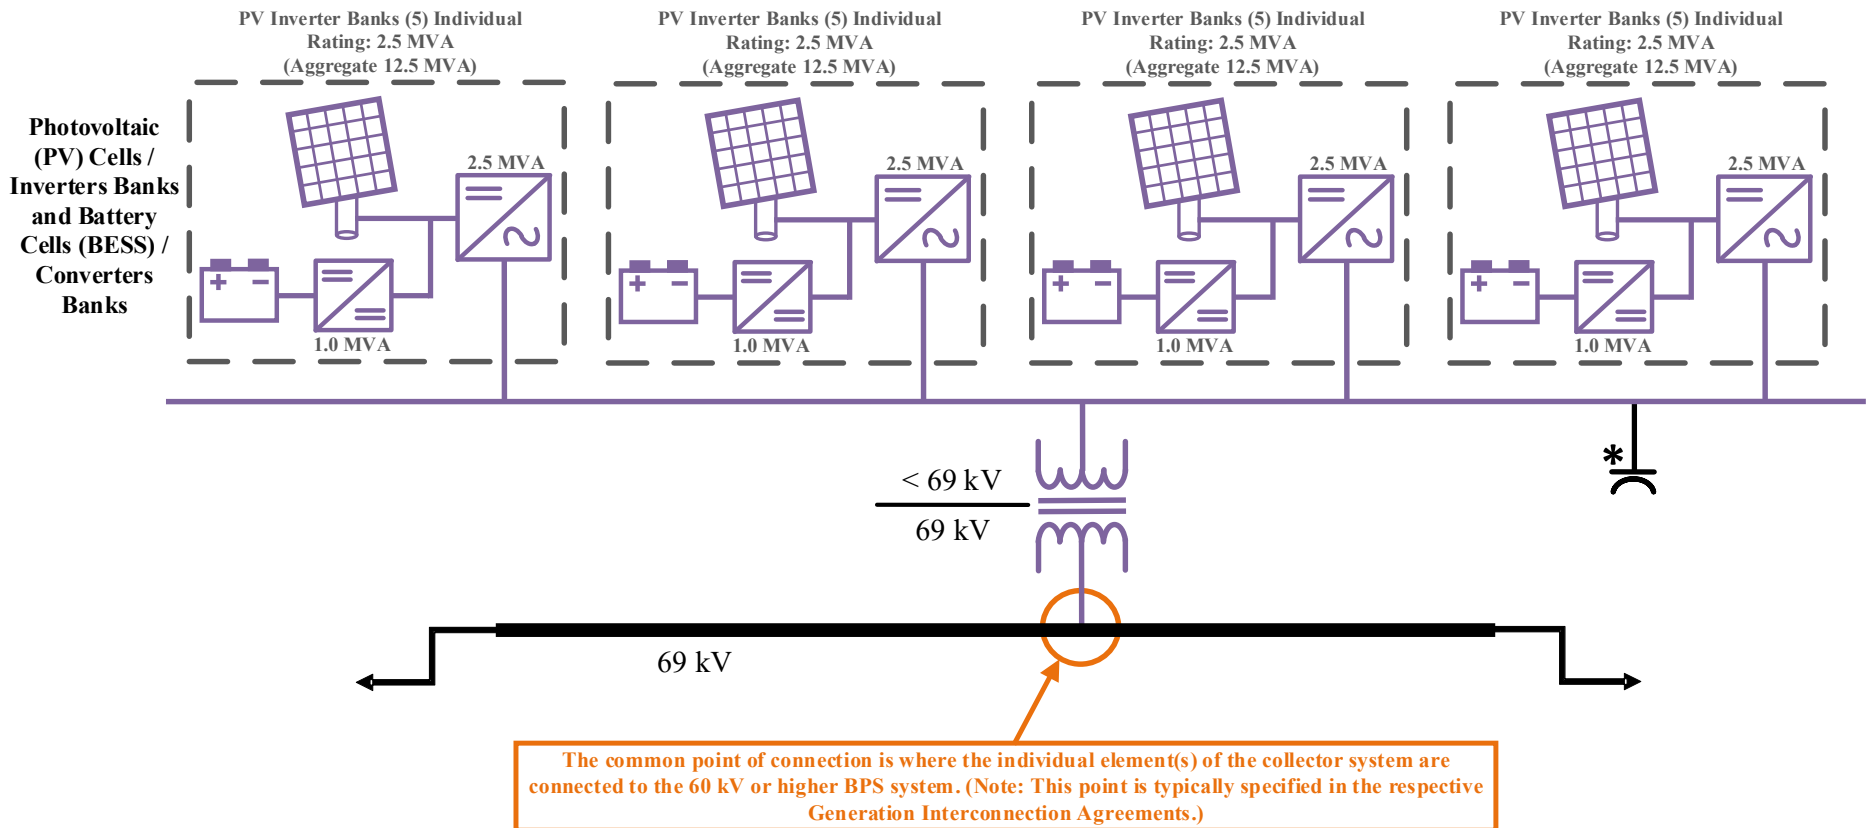 PV Inverter Banks (5) Individual
Rating: 2.5 MVA
(Aggregate 12.5 MVA)
PV Inverter Banks (5) Individual
Rating: 2.5 MVA
(Aggregate 12.5 MVA)
PV Inverter Banks (5) Individual
Rating: 2.5 MVA
(Aggregate 12.5 MVA)
PV Inverter Banks (5) Individual
Rating: 2.5 MVA
(Aggregate 12.5 MVA)
Photovoltaic
(PV) Cells /
Inverters Banks
and Battery
Cells (BESS) /
Converters
Banks
2.5 MVA
+ −
1.0 MVA
2.5 MVA
+ −
1.0 MVA
2.5 MVA
+ −
1.0 MVA
2.5 MVA
+ −
1.0 MVA
*
< 69 kV
69 kV
69 kV
The common point of connection is where the individual element(s) of the collector system are
connected to the 60 kV or higher BPS system. (Note: This point is typically specified in the respective
Generation Interconnection Agreements.)